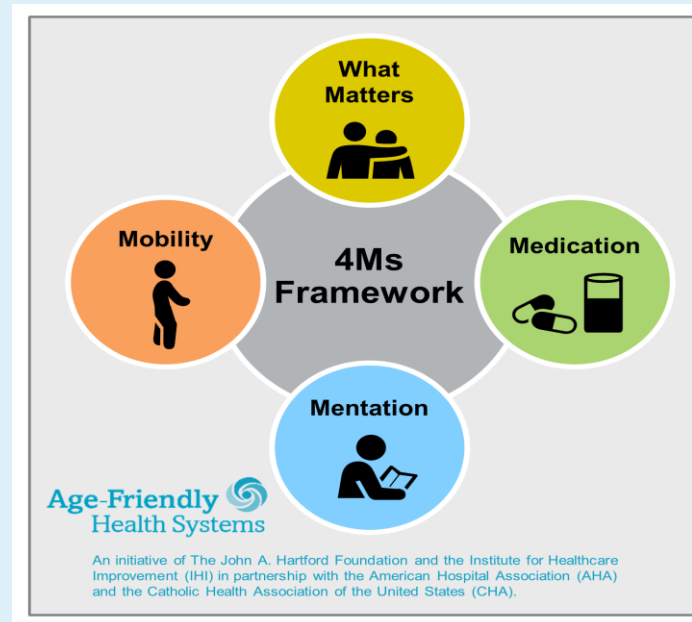 What
Matters
Mobility
4Ms
Framework
Medication
Mentation
Age-Friendly
Health Systems
An initiative of The John A. Hartford Foundation and the Institute for Healthcare
Improvement (IHI) in partnership with the American Hospital Association (AHA)
and the Catholic Health Association of the United States (CHA).